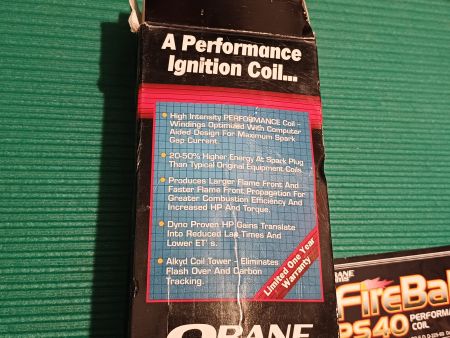 A Performance
Ignition Coil...
High Intensity PERFORMANCE Coil -
Windings Optimized With Computer
Aided Design For Maximum Spark
Gap Current.
20-50% Higher Energy At Spark Plug
Than Typical Original Equipment Coils.
Produces Larger Flame Front And
Faster Flame Front Propagation For
Greater Combustion Efficiency And
Increased HP And Torque.
Dyno Proven HP Gains Translate
Into Reduced Lap Times And
Lower ET's.
Alkyd Coil Tower - Eliminates
Flash Over And Carbon
Tracking.
Limited One Year
Warranty
CRANE
FireBal
PS40 PERFORMA
COIL